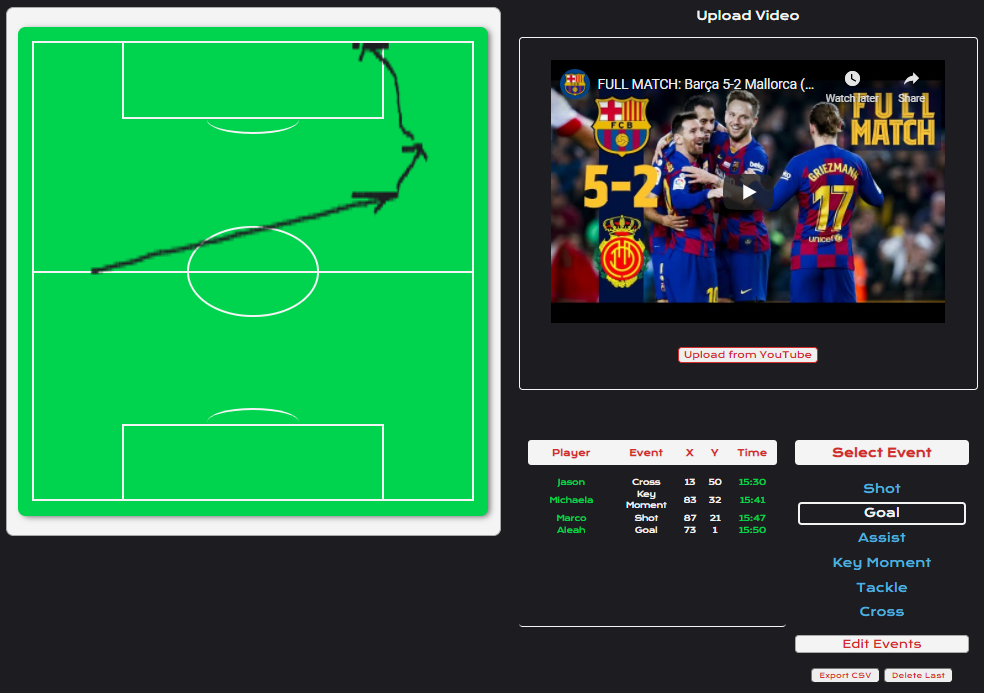 Upload Video
FULL MATCH: Barça 5-2 Mallorca (...
Watch later
Share
FCB
FULL
MATCH
5-2
GRIEZMANN
17
unicef
10
Upload from YouTube
Player Event X Y Time
Jason Cross 13 50 15:30
Michaela Key Moment 83 32 15:41
Marco Shot 87 21 15:47
Aleah Goal 73 1 15:50
Select Event
Shot
Goal
Assist
Key Moment
Tackle
Cross
Edit Events
Export CSV Delete Last